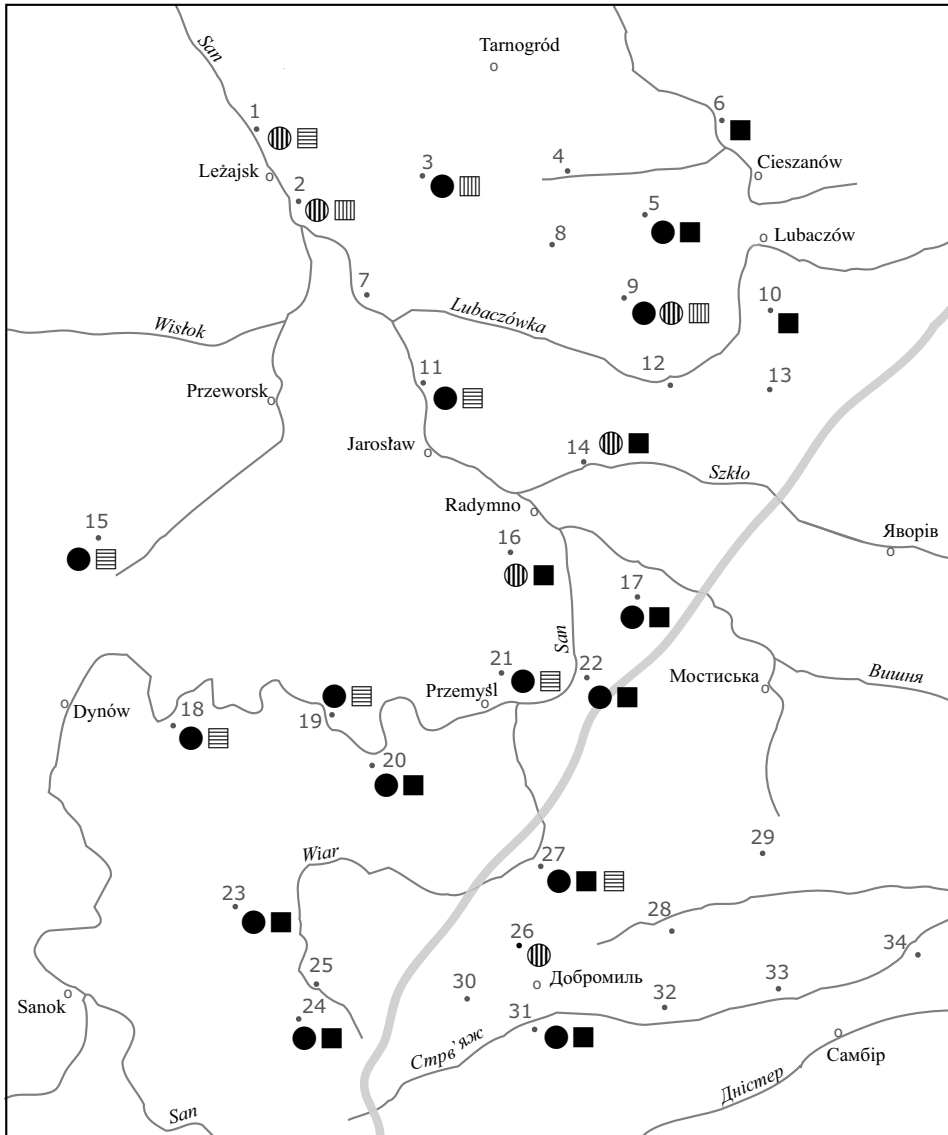 San
Tarnogród
1
6
3
4
Leżajsk
Cieszanów
2
5
8
Lubaczów
7
9
10
Lubaczówka
Wisłok
12
13
11
Przeworsk
Jarosław
14
Szkło
Radymno
15
Яворів
16
17
San
21
22
Przemyśl
Мостиська
Вишня
Dynów
18
19
20
Wiar
27
29
23
28
26
34
25
Добромиль
33
Sanok
30
32
24
31
Стрв’яж
Самбір
Дністер
San